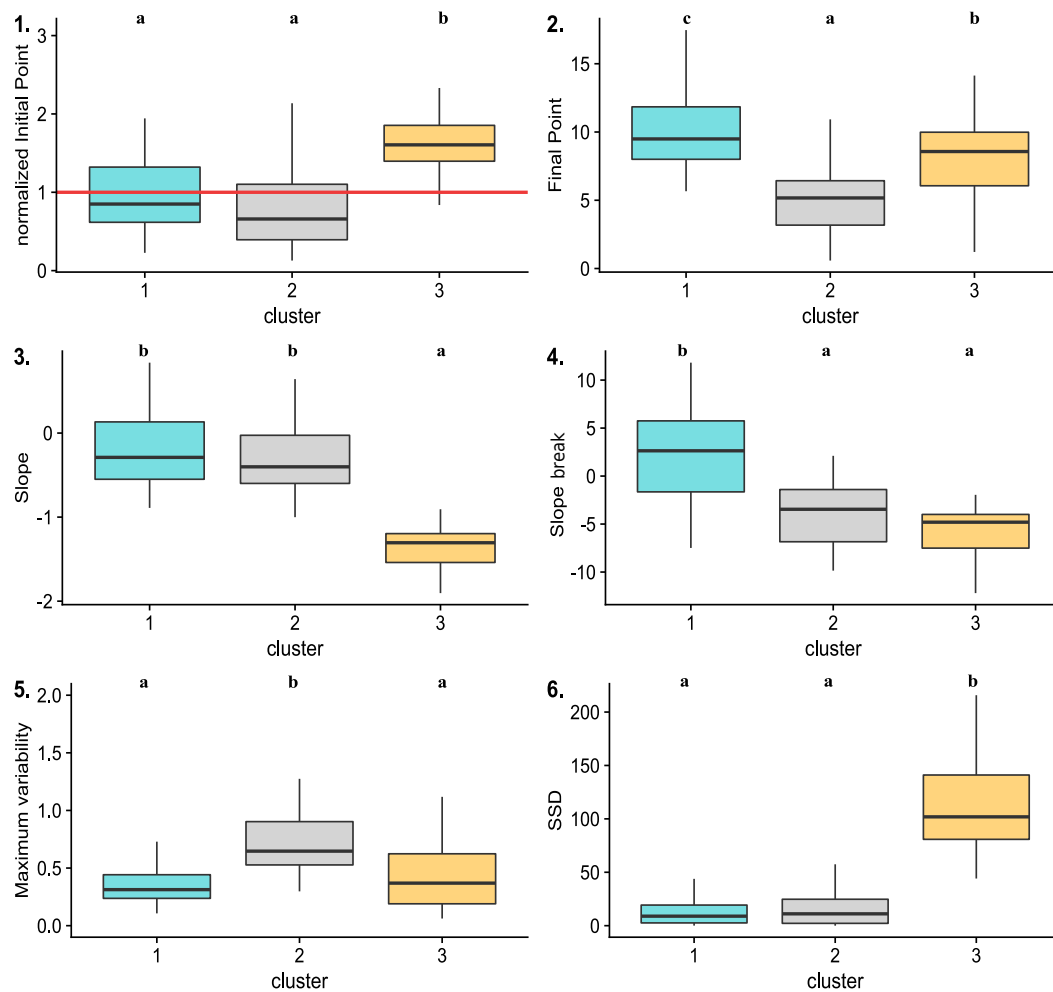 1.
a a b
normalized Initial Point
3
2
1
0
1 2 3
cluster
2.
c a b
Final Point
15
10
5
0
1 2 3
cluster
3.
b b a
Slope
0
-1
-2
1 2 3
cluster
4.
b a a
Slope break
10
5
0
-5
-10
1 2 3
cluster
5.
a b a
Maximum variability
2.0
1.5
1.0
0.5
0.0
1 2 3
cluster
6.
a a b
SSD
200
150
100
50
0
1 2 3
cluster